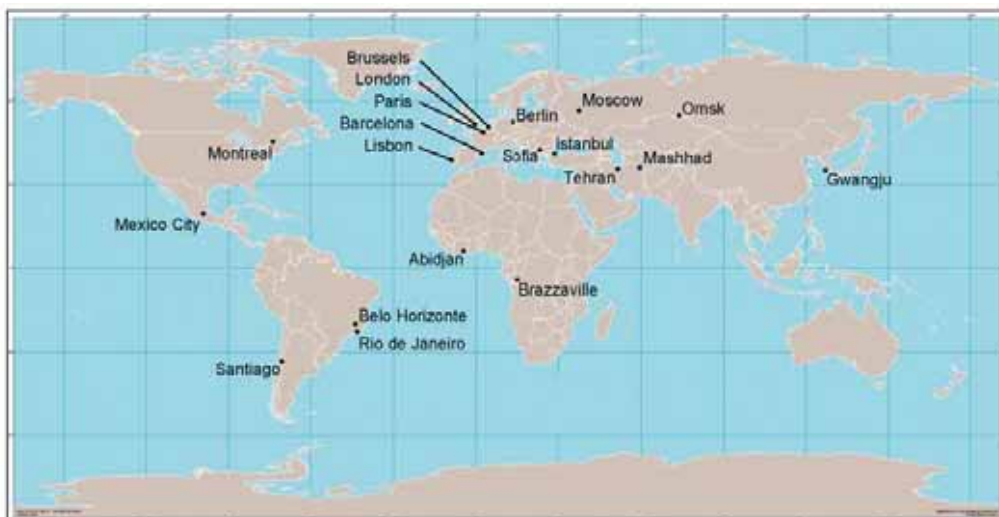 Brussels
London
Paris
Barcelona
Lisbon
Berlin
Moscow
Omsk
Montreal
Sofia
Istanbul
Tehran
Mashhad
Gwangju
Mexico City
Abidjan
Brazzaville
Belo Horizonte
Rio de Janeiro
Santiago